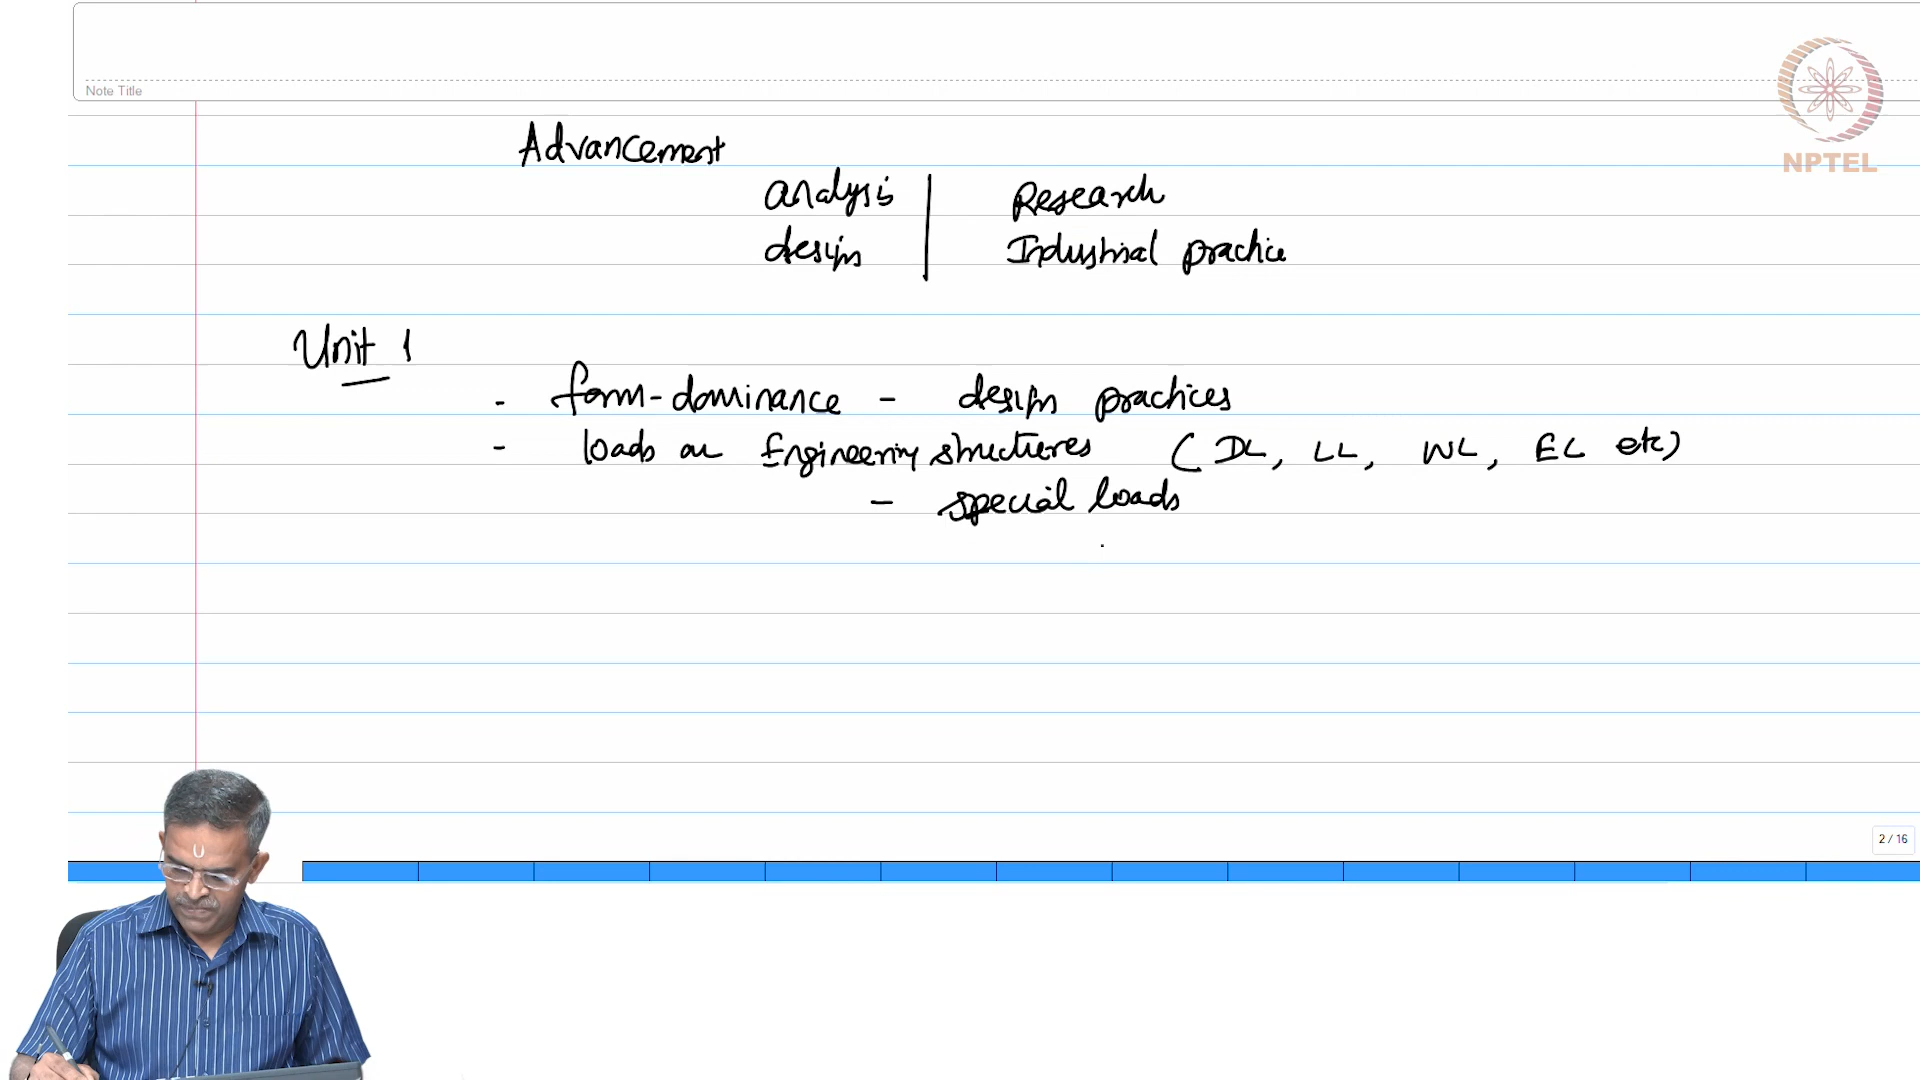 Note Title
NPTEL
Advancement
analysis | Research
design | Industrial practice
Unit 1
- form-dominance - design practices
- loads on Engineering structures (DL, LL, WL, EL etc)
- special loads
2 / 16